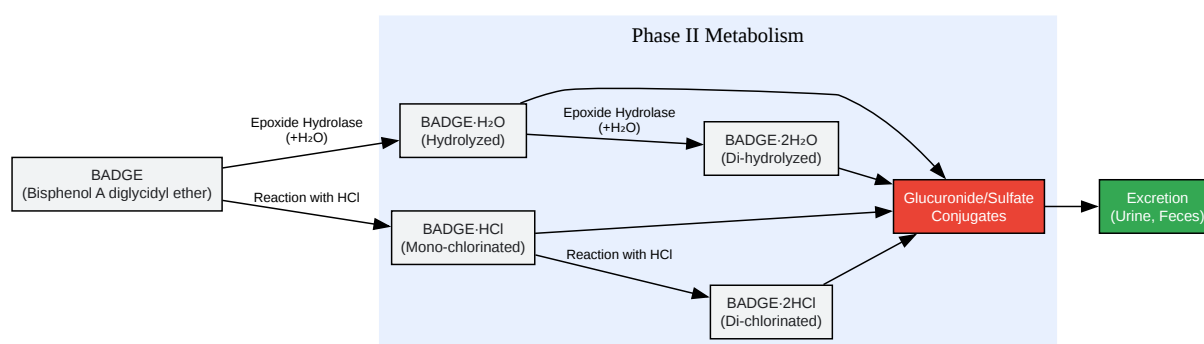 Phase II Metabolism
BADGE
(Bisphenol A diglycidyl ether)
Epoxide Hydrolase
(+H₂O)
Reaction with HCl
BADGE·H₂O
(Hydrolyzed)
BADGE·HCl
(Mono-chlorinated)
Epoxide Hydrolase
(+H₂O)
Reaction with HCl
BADGE·2H₂O
(Di-hydrolyzed)
BADGE·2HCl
(Di-chlorinated)
Glucuronide/Sulfate
Conjugates
Excretion
(Urine, Feces)